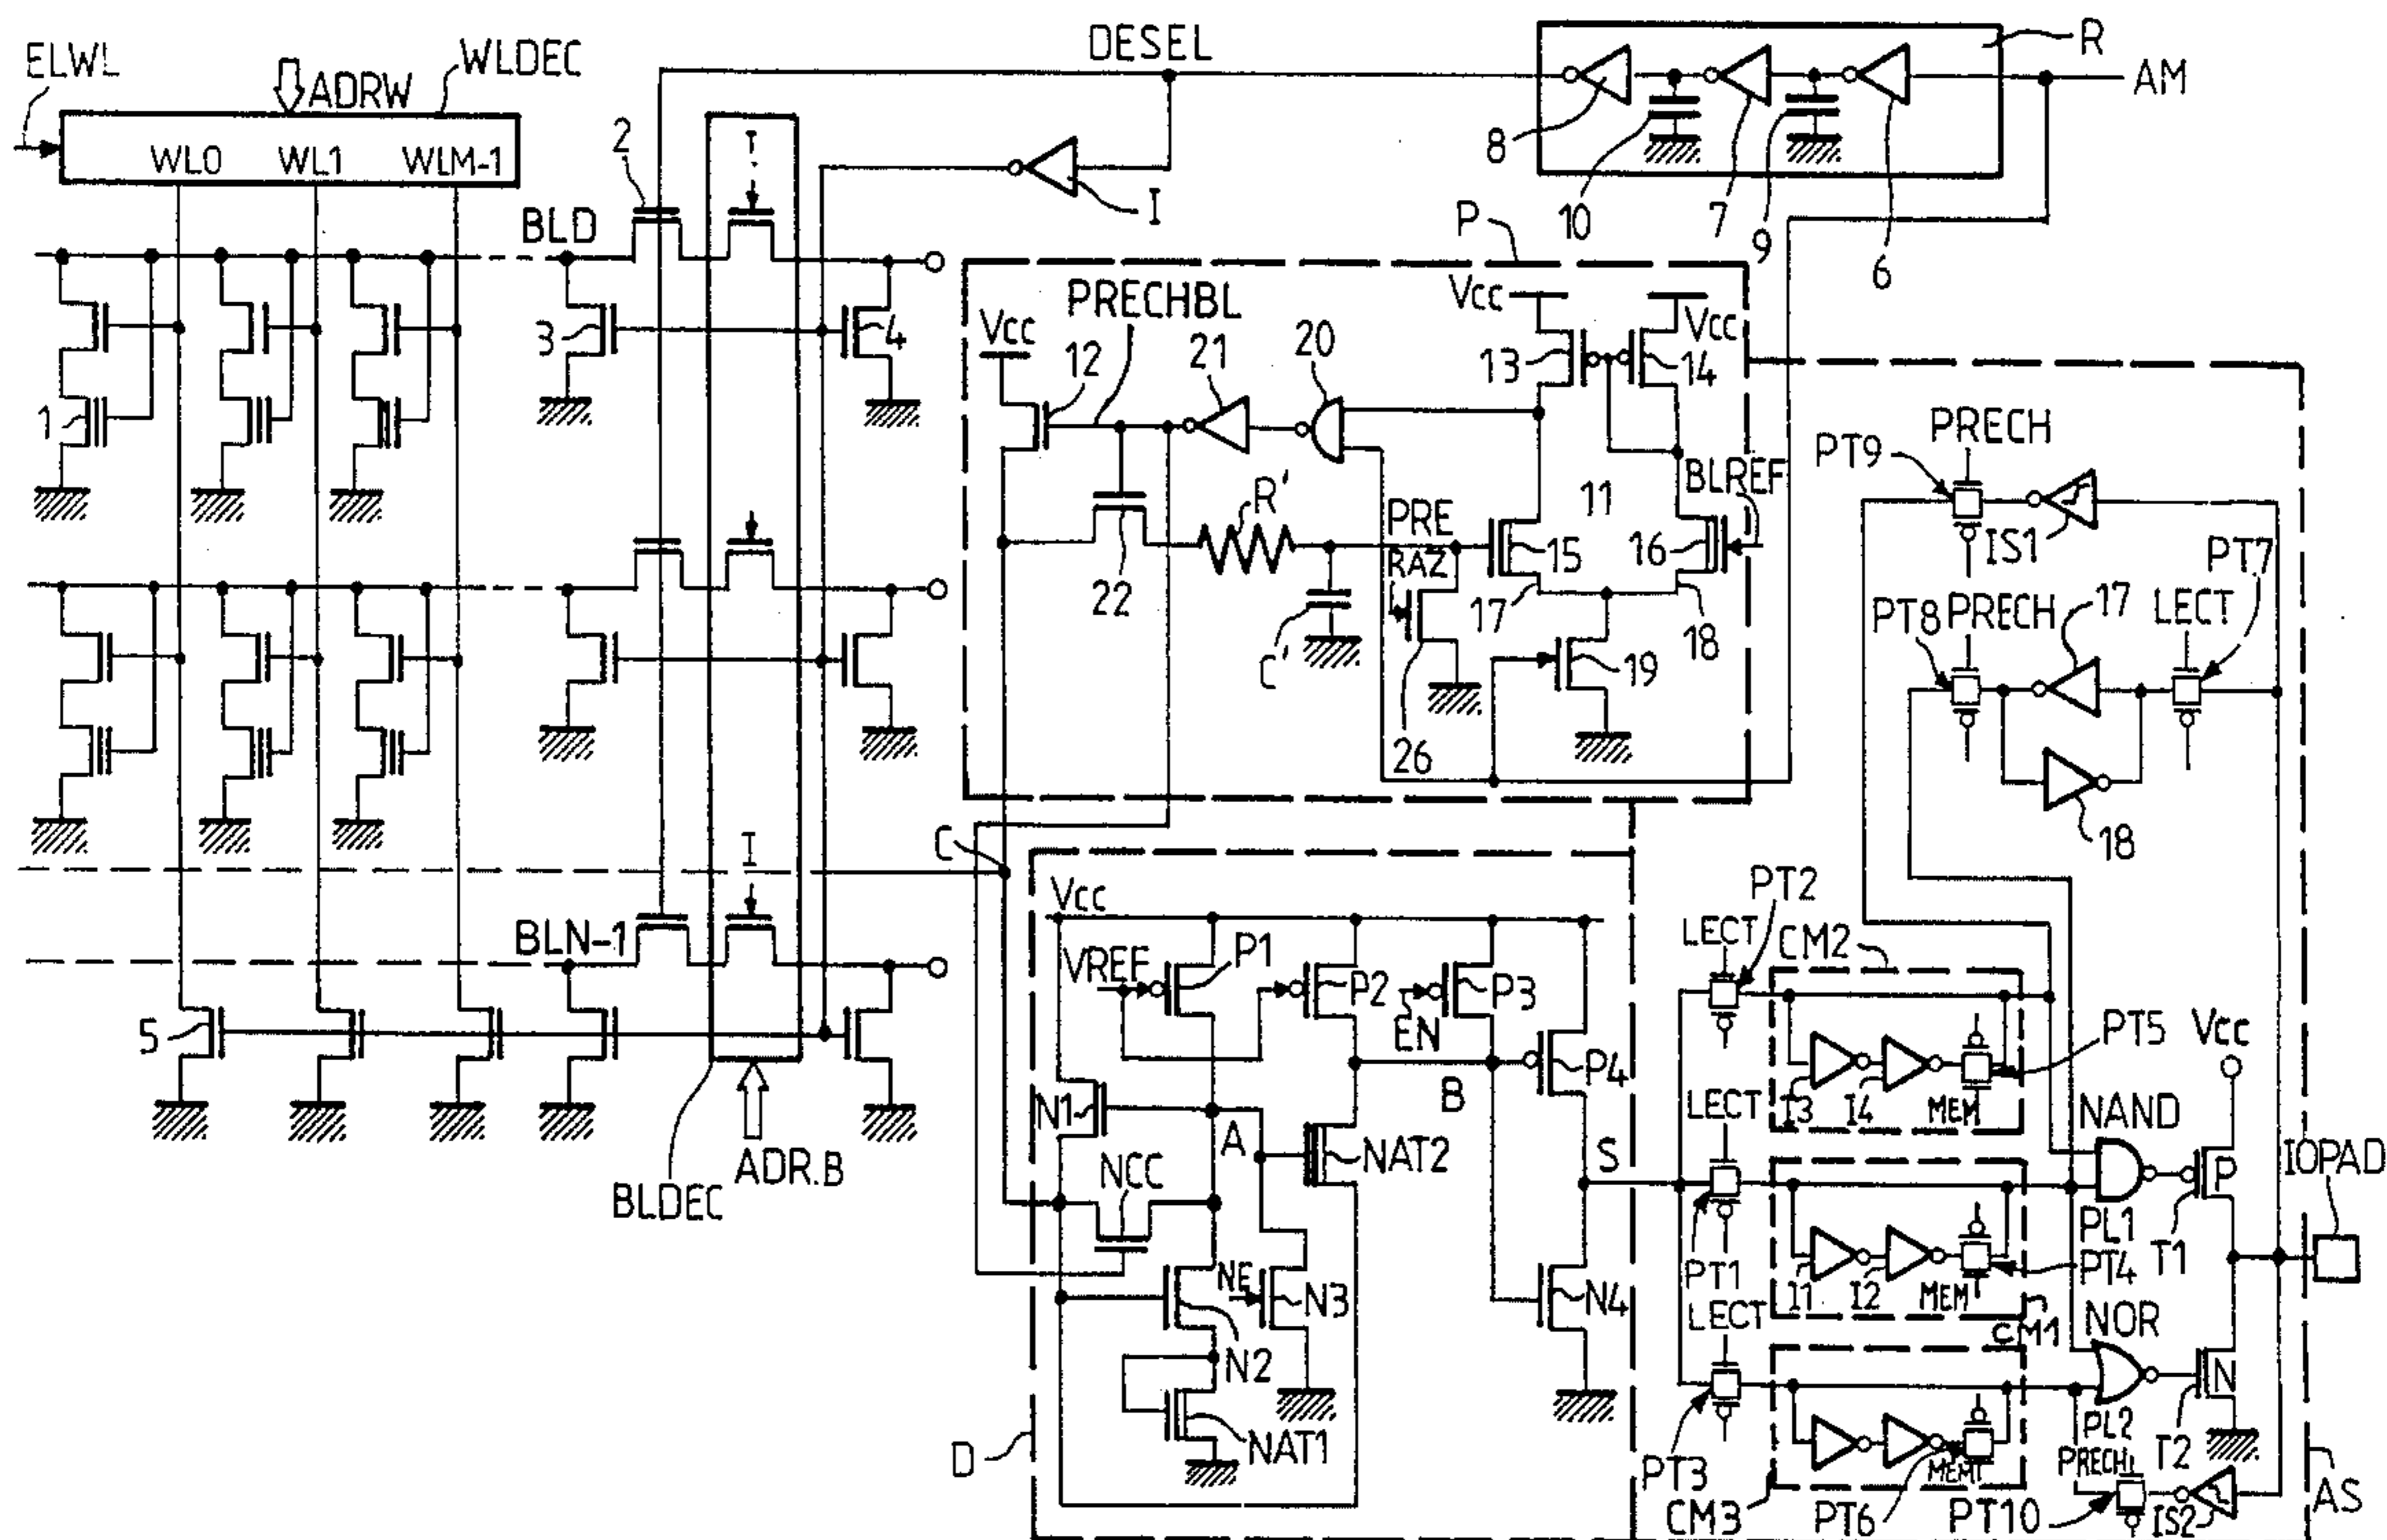 ELWL
ADRW
WLDEC
DESEL
R
AM
WL0 WL1 WLM-1
2
I
I
8
10
7
9
6
BLD
P
PRECHBL
Vcc
Vcc
Vcc
12
21
20
13
14
3
4
1
BLREF
PRECH
PT9
IS1
R'
PRE
11
15
16
RAZ
22
C'
17
18
26
19
PT8
PRECH
17
LECT
PT7
18
C
I
Vcc
PT2
LECT
CM2
BLN-1
VREF
P1
P2
P3
EN
P4
PT5
Vcc
5
N1
A
B
I3
I4
MEM
NAND
LECT
BLDEC
ADR.B
NCC
NAT2
S
IOPAD
PL1
P
T1
PT1
PT4
I1
I2
MEM
CM1
NE
N3
N4
LECT
NOR
N2
N
PL2
T2
NAT1
D
PT3
MEM
PRECH
CM3
PT6
PT10
IS2
AS